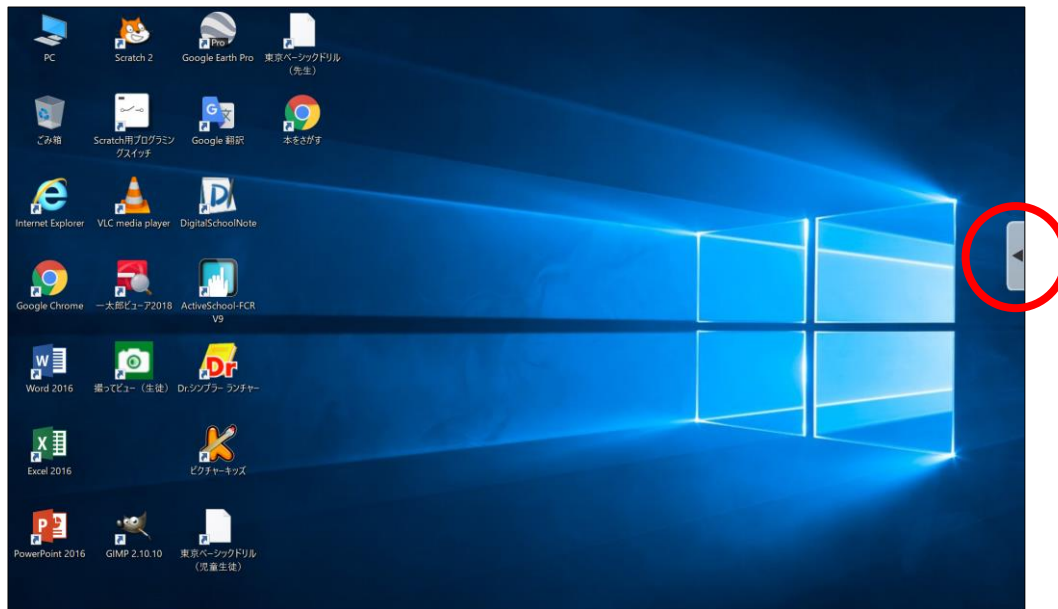 PC
Scratch 2
Pro
Google Earth Pro
東京ベーシックドリル
（先生）
ごみ箱
Scratch用プログラミン
グスイッチ
G
文
Google 翻訳
本をさがす
Internet Explorer
VLC media player
D
DigitalSchoolNote
Google Chrome
一太郎ビューア2018
ActiveSchool-FCR
V9
W
Word 2016
撮ってビュー（生徒）
Dr
Dr.シンプラー ランチャー
X
Excel 2016
ピクチャーキッズ
P
PowerPoint 2016
GIMP 2.10.10
東京ベーシックドリル
（児童生徒）